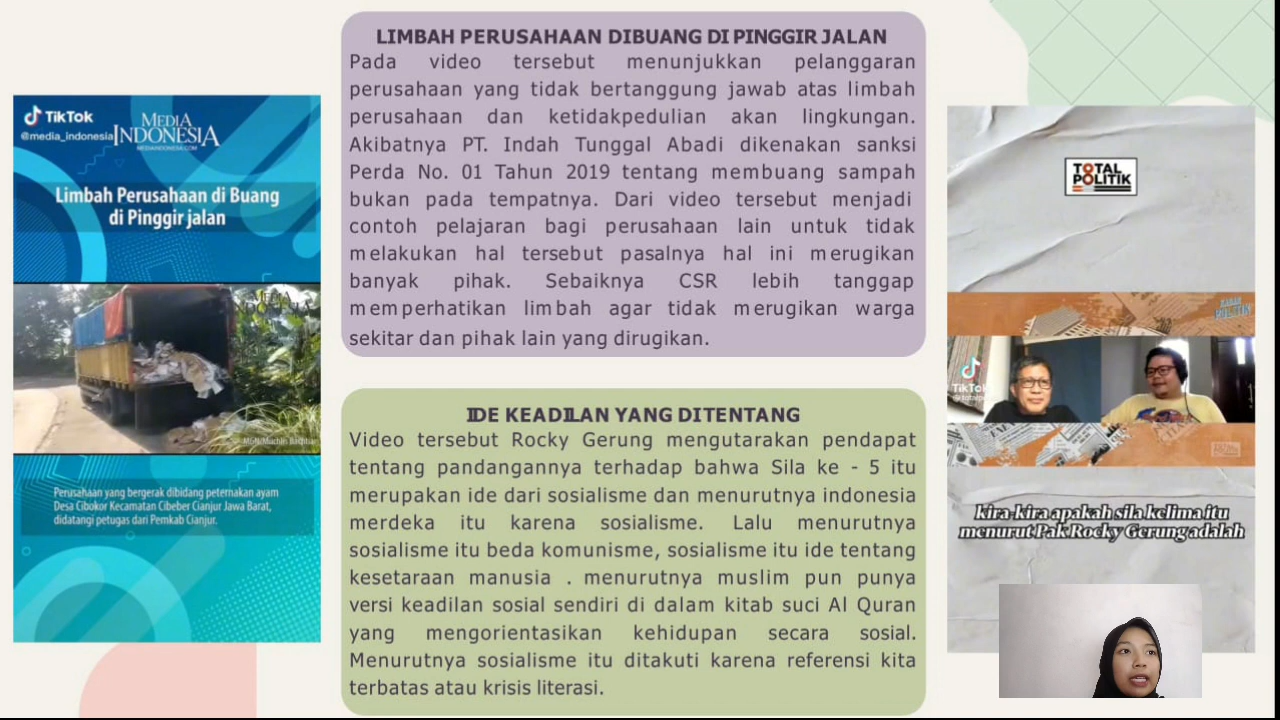 TikTok
@media_indonesia
MEDIA
INDONESIA
MEDIAINDONESIA.COM
Limbah Perusahaan di Buang
di Pinggir jalan
Perusahaan yang bergerak dibidang peternakan ayam
Desa Cibokor Kecamatan Cibeber Cianjur Jawa Barat,
didatangi petugas dari Pemkab Cianjur.
LIMBAH PERUSAHAAN DIBUANG DI PINGGIR JALAN
Pada video tersebut menunjukkan pelanggaran
perusahaan yang tidak bertanggung jawab atas limbah
perusahaan dan ketidakpedulian akan lingkungan.
Akibatnya PT. Indah Tunggal Abadi dikenakan sanksi
Perda No. 01 Tahun 2019 tentang membuang sampah
bukan pada tempatnya. Dari video tersebut menjadi
contoh pelajaran bagi perusahaan lain untuk tidak
melakukan hal tersebut pasalnya hal ini merugikan
banyak pihak. Sebaiknya CSR lebih tanggap
memperhatikan limbah agar tidak merugikan warga
sekitar dan pihak lain yang dirugikan.
IDE KEADILAN YANG DITENTANG
Video tersebut Rocky Gerung mengutarakan pendapat
tentang pandangannya terhadap bahwa Sila ke - 5 itu
merupakan ide dari sosialisme dan menurutnya indonesia
merdeka itu karena sosialisme. Lalu menurutnya
sosialisme itu beda komunisme, sosialisme itu ide tentang
kesetaraan manusia . menurutnya muslim pun punya
versi keadilan sosial sendiri di dalam kitab suci Al Quran
yang mengorientasikan kehidupan secara sosial.
Menurutnya sosialisme itu ditakuti karena referensi kita
terbatas atau krisis literasi.
TOTAL
POLITIK
KABAR
POLITIK
TikTok
kira-kira apakah sila kelima itu
menurut Pak Rocky Gerung adalah